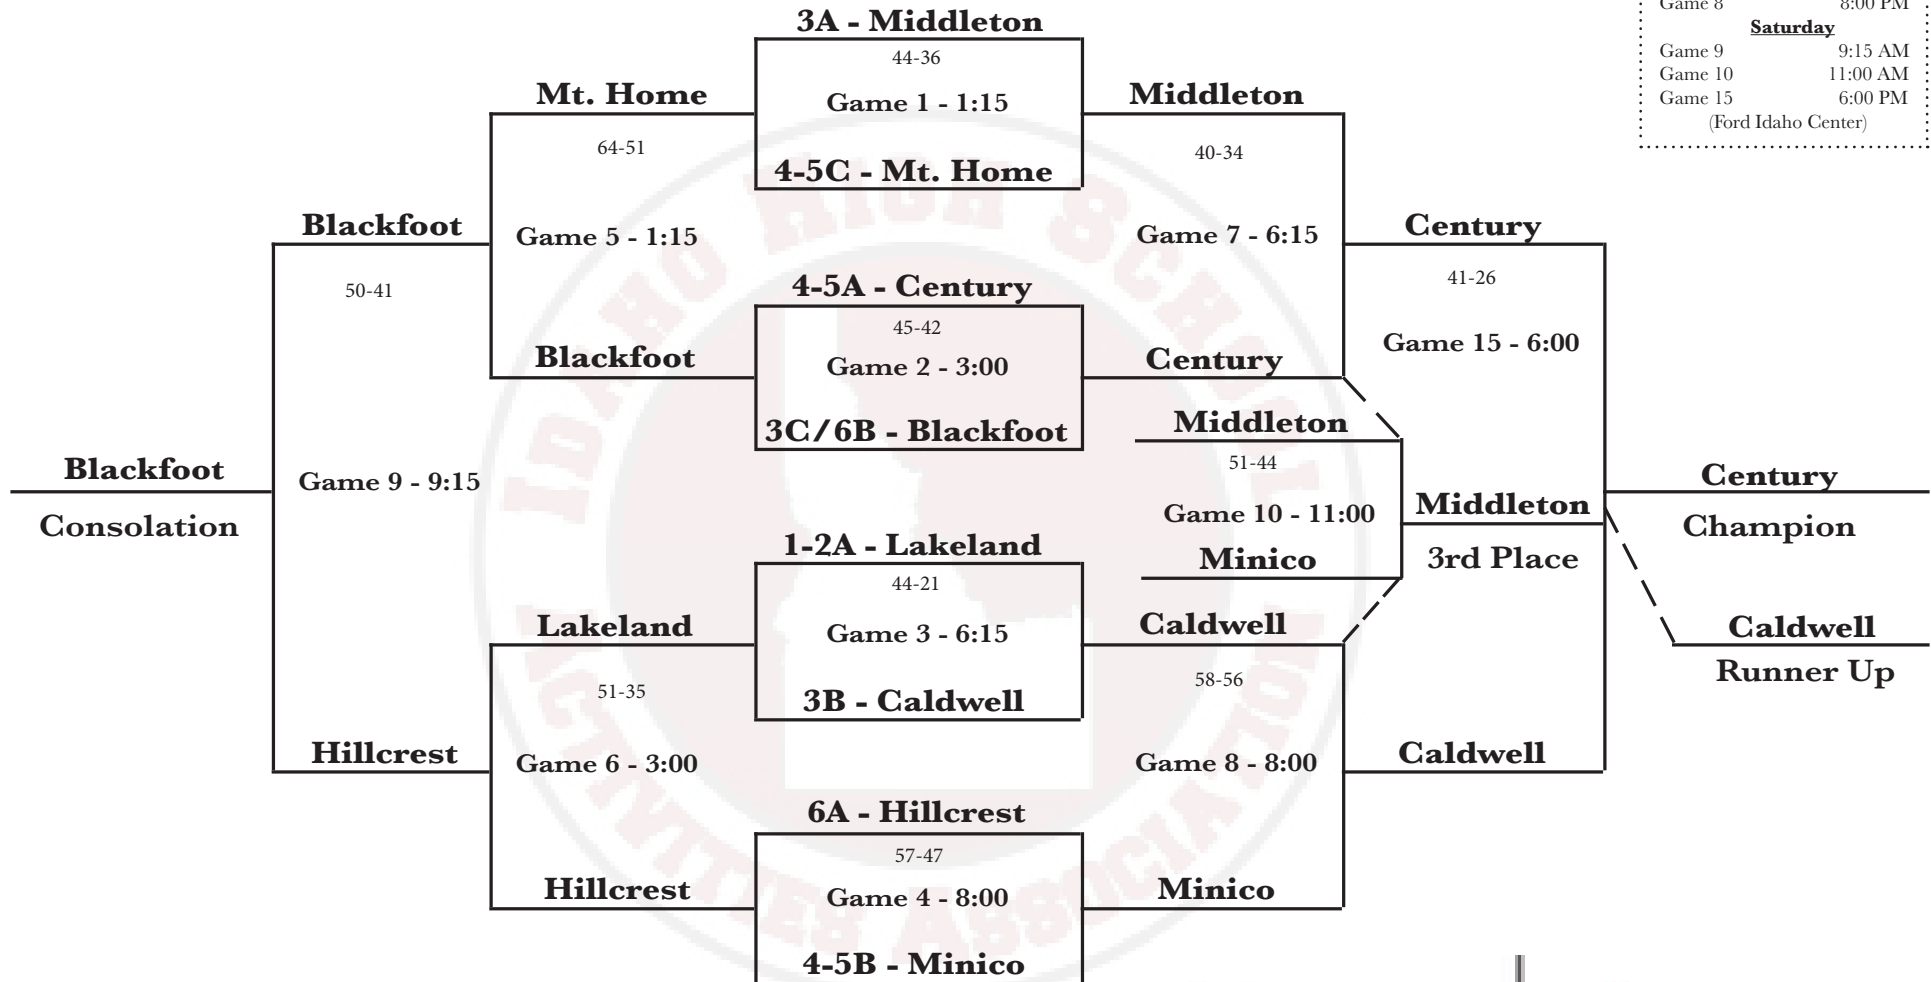 Game 8 8:00 PM
Saturday
Game 9 9:15 AM
Game 10 11:00 AM
Game 15 6:00 PM
(Ford Idaho Center)
3A - Middleton
44-36
Game 1 - 1:15
4-5C - Mt. Home
Mt. Home
64-51
Game 5 - 1:15
Blackfoot
Middleton
40-34
Game 7 - 6:15
Century
4-5A - Century
45-42
Game 2 - 3:00
3C/6B - Blackfoot
Blackfoot
50-41
Game 9 - 9:15
Hillcrest
Blackfoot
Consolation
Century
41-26
Game 15 - 6:00
Caldwell
Middleton
51-44
Game 10 - 11:00
Minico
Middleton
3rd Place
Century
Champion
Caldwell
Runner Up
1-2A - Lakeland
44-21
Game 3 - 6:15
3B - Caldwell
Lakeland
51-35
Game 6 - 3:00
Hillcrest
Caldwell
58-56
Game 8 - 8:00
Minico
6A - Hillcrest
57-47
Game 4 - 8:00
4-5B - Minico
IDAHO HIGH SCHOOL
ACTIVITIES ASSOCIATION